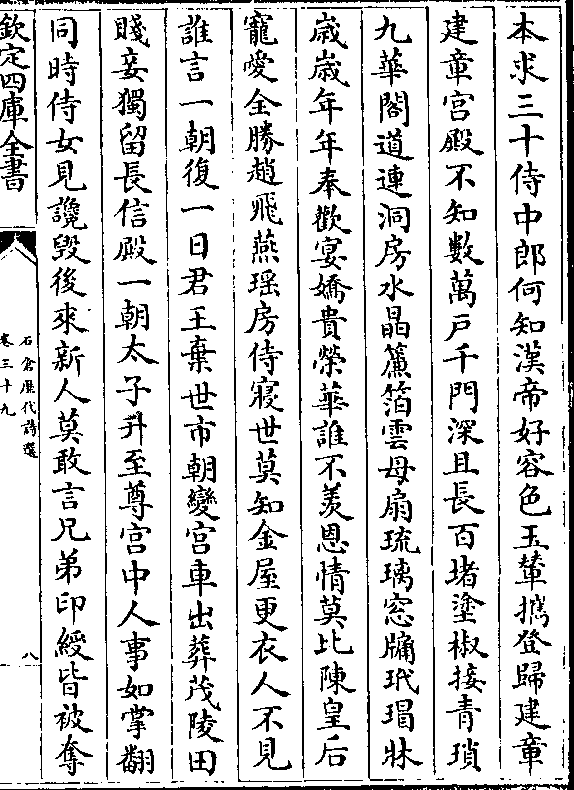 本求三十侍中郎何知漢帝好容色玉輦擕登歸建章
建章宫殿不知數萬戸千門深且長百堵塗椒接青瑣
九華閣道連洞房水晶簾箔雲母扇琉璃窓牖玳瑁牀
歳歳年年奉歡宴嬌貴榮華誰不羨恩情莫比陳皇后
寵愛全勝趙飛燕瑶房侍寢世莫知金屋更衣人不見
誰言一朝復一日君王棄世市朝變宫車出葬茂陵田
賤妾獨留長信殿一朝太子升至尊宫中人事如掌翻
同時侍女見讒毁後來新人莫敢言兄弟印綬皆被奪
欽定四庫全書
石倉歴代詩選
卷三十九
八